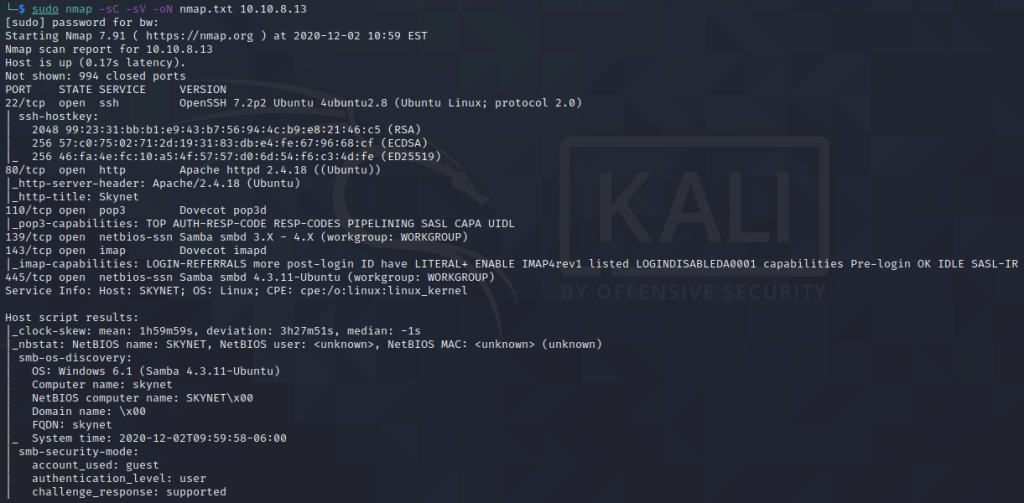 └─$ sudo nmap -sC -sV -oN nmap.txt 10.10.8.13
[sudo] password for bw:
Starting Nmap 7.91 ( https://nmap.org ) at 2020-12-02 10:59 EST
Nmap scan report for 10.10.8.13
Host is up (0.17s latency).
Not shown: 994 closed ports
PORT    STATE SERVICE     VERSION
22/tcp  open  ssh         OpenSSH 7.2p2 Ubuntu 4ubuntu2.8 (Ubuntu Linux; protocol 2.0)
| ssh-hostkey:
|   2048 99:23:31:bb:b1:e9:43:b7:56:94:4c:b9:e8:21:46:c5 (RSA)
|   256 57:c0:75:02:71:2d:19:31:83:db:e4:fe:67:96:68:cf (ECDSA)
|_  256 46:fa:4e:fc:10:a5:4f:57:57:d0:6d:54:f6:c3:4d:fe (ED25519)
80/tcp  open  http        Apache httpd 2.4.18 ((Ubuntu))
|_http-server-header: Apache/2.4.18 (Ubuntu)
|_http-title: Skynet
110/tcp open  pop3        Dovecot pop3d
|_pop3-capabilities: TOP AUTH-RESP-CODE RESP-CODES PIPELINING SASL CAPA UIDL
139/tcp open  netbios-ssn Samba smbd 3.X - 4.X (workgroup: WORKGROUP)
143/tcp open  imap        Dovecot imapd
|_imap-capabilities: LOGIN-REFERRALS more post-login ID have LITERAL+ ENABLE IMAP4rev1 listed LOGINDISABLEDA0001 capabilities Pre-login OK IDLE SASL-IR
445/tcp open  netbios-ssn Samba smbd 4.3.11-Ubuntu (workgroup: WORKGROUP)
Service Info: Host: SKYNET; OS: Linux; CPE: cpe:/o:linux:linux_kernel
Host script results:
|_clock-skew: mean: 1h59m59s, deviation: 3h27m51s, median: -1s
|_nbstat: NetBIOS name: SKYNET, NetBIOS user: <unknown>, NetBIOS MAC: <unknown> (unknown)
| smb-os-discovery:
|   OS: Windows 6.1 (Samba 4.3.11-Ubuntu)
|   Computer name: skynet
|   NetBIOS computer name: SKYNET\x00
|   Domain name: \x00
|   FQDN: skynet
|_  System time: 2020-12-02T09:59:58-06:00
| smb-security-mode:
|   account_used: guest
|   authentication_level: user
|   challenge_response: supported
KALI
BY OFFENSIVE SECURITY